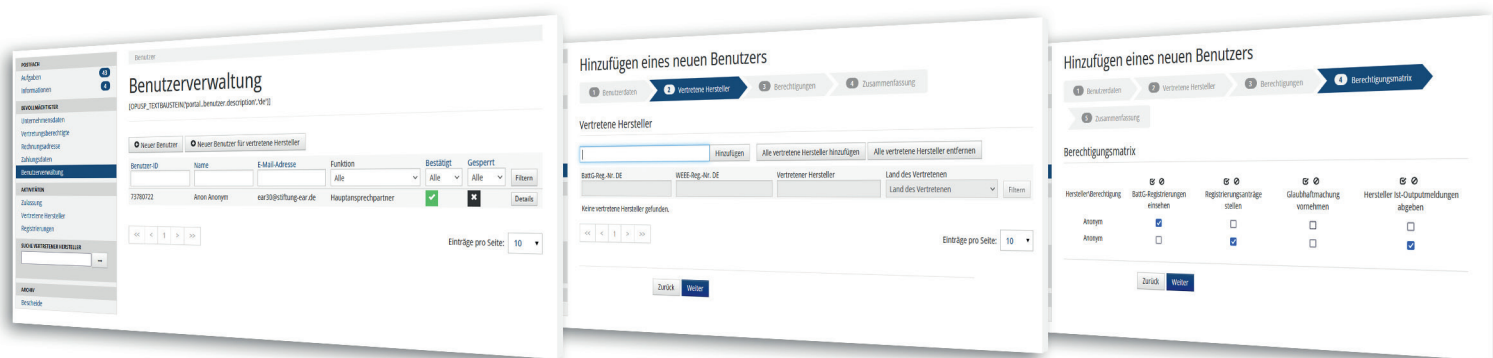 POSTFACH
Aufgaben 43
Informationen 4
BEVOLLMÄCHTIGTER
Unternehmensdaten
Vertretungsberechtigte
Rechnungsadresse
Zahlungsdaten
Benutzerverwaltung
AKTIVITÄTEN
Zulassung
Vertretene Hersteller
Registrierungen
SUCHE VERTRETENER HERSTELLER
ARCHIV
Bescheide
Benutzer
Benutzerverwaltung
[OPUSP_TEXTBAUSTEIN('portal.benutzer.description','de')]
Neuer Benutzer Neuer Benutzer für vertretene Hersteller
Benutzer-ID Name E-Mail-Adresse Funktion Bestätigt Gesperrt
Alle Alle Alle Filtern
73780722 Anon Anonym ear30@stiftung-ear.de Hauptansprechpartner Details
<< < 1 > >>
Einträge pro Seite: 10
Hinzufügen eines neuen Benutzers
1 Benutzerdaten 2 Vertretene Hersteller 3 Berechtigungen 4 Zusammenfassung
Vertretene Hersteller
Hinzufügen Alle vertretene Hersteller hinzufügen Alle vertretene Hersteller entfernen
BattG-Reg.-Nr. DE WEEE-Reg.-Nr. DE Vertretener Hersteller Land des Vertretenen
Land des Vertretenen Filtern
Keine vertretene Hersteller gefunden.
<< < 1 > >>
Einträge pro Seite: 10
Zurück Weiter
Hinzufügen eines neuen Benutzers
1 Benutzerdaten 2 Vertretene Hersteller 3 Berechtigungen 4 Berechtigungsmatrix
5 Zusammenfassung
Berechtigungsmatrix
Hersteller\Berechtigung BattG-Registrierungen Registrierungsanträge Glaubhaftmachung Hersteller Ist-Outputmeldungen
einsehen stellen vornehmen abgeben
Anonym
Anonym
Zurück Weiter